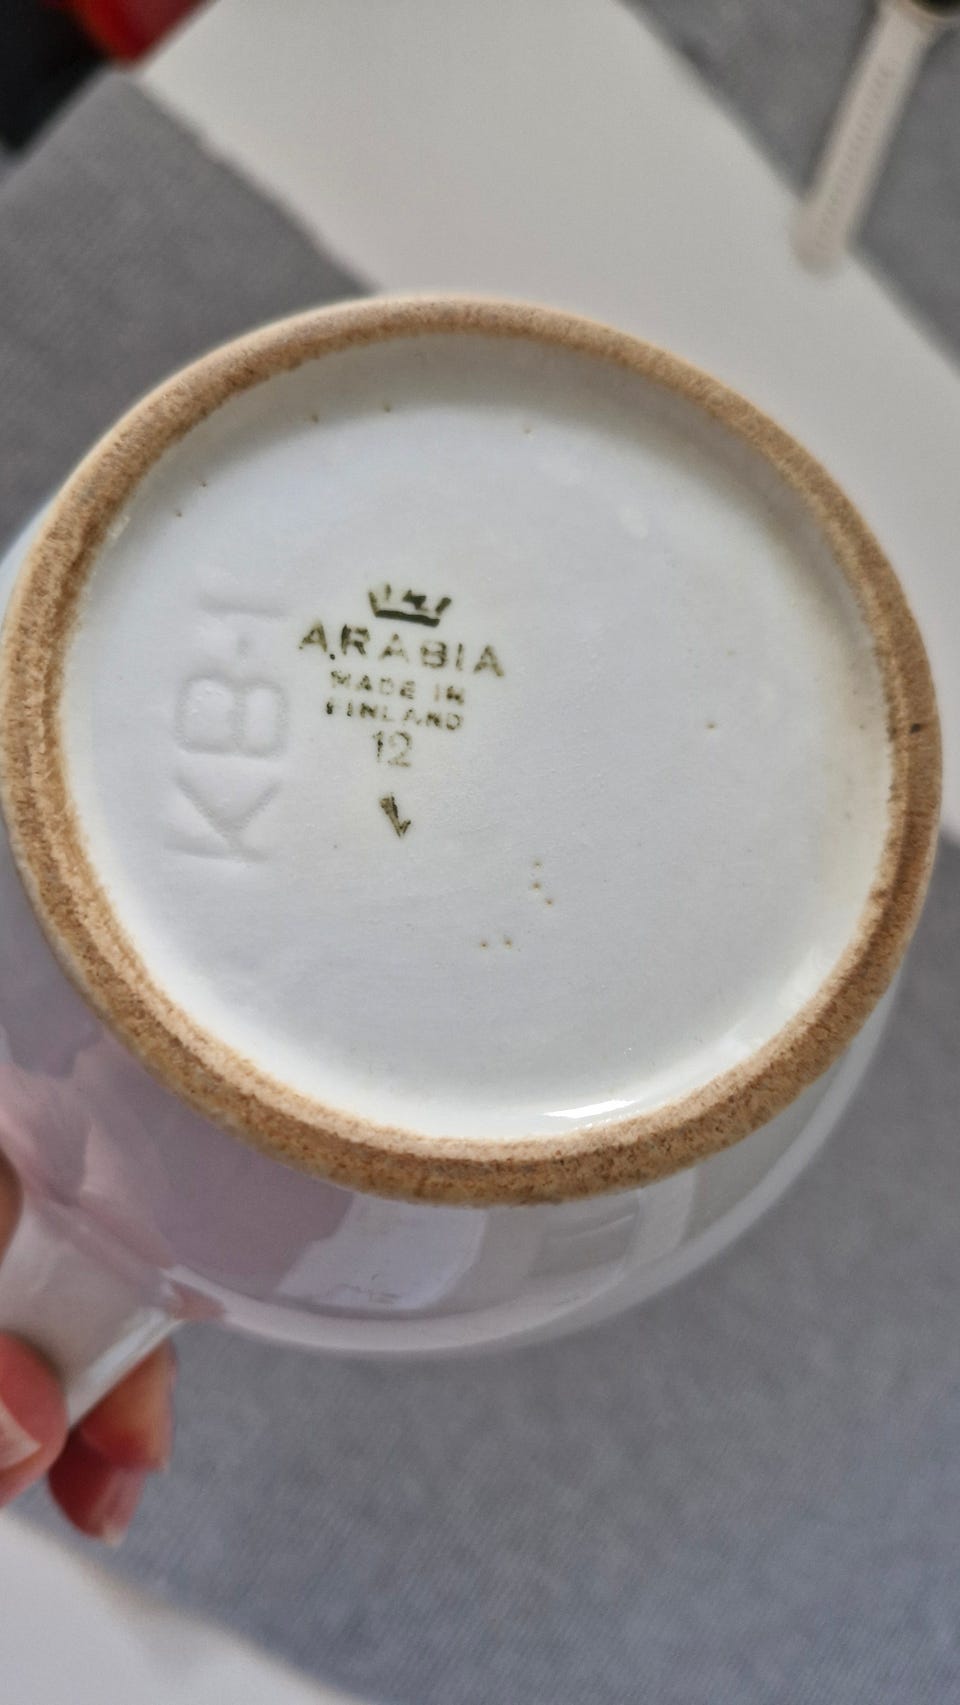 ARABIA
MADE IN
FINLAND
12
KB-1